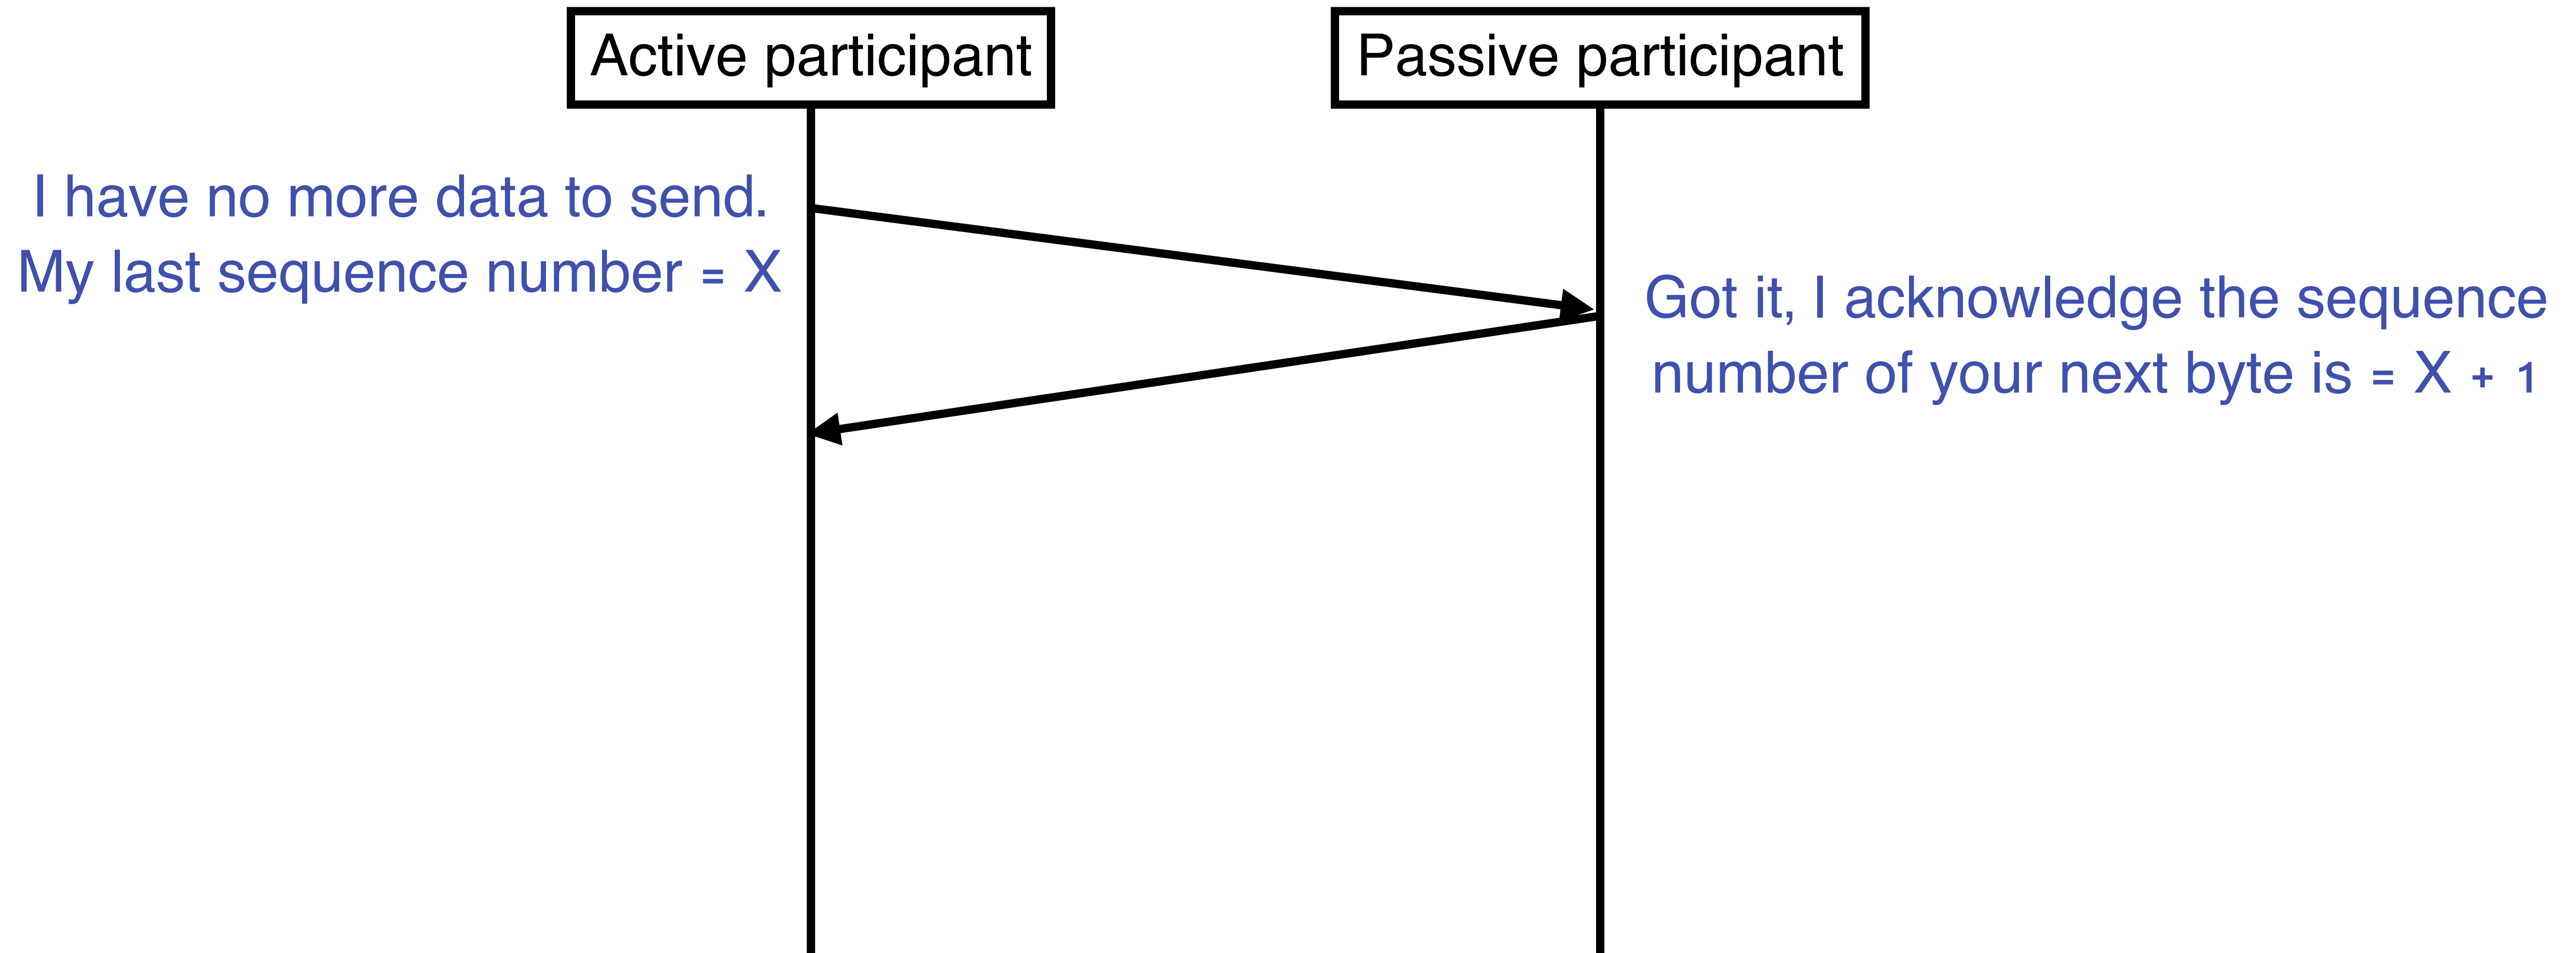 Active participant
Passive participant
I have no more data to send.
My last sequence number = X
Got it, I acknowledge the sequence
number of your next byte is = X + 1